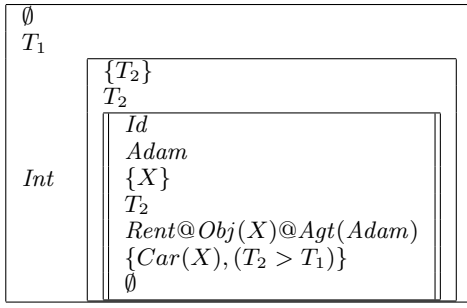 ∅
T₁
{T₂}
T₂
Id
Adam
Int
{X}
T₂
Rent@Obj(X)@Agt(Adam)
{Car(X), (T₂ > T₁)}
∅